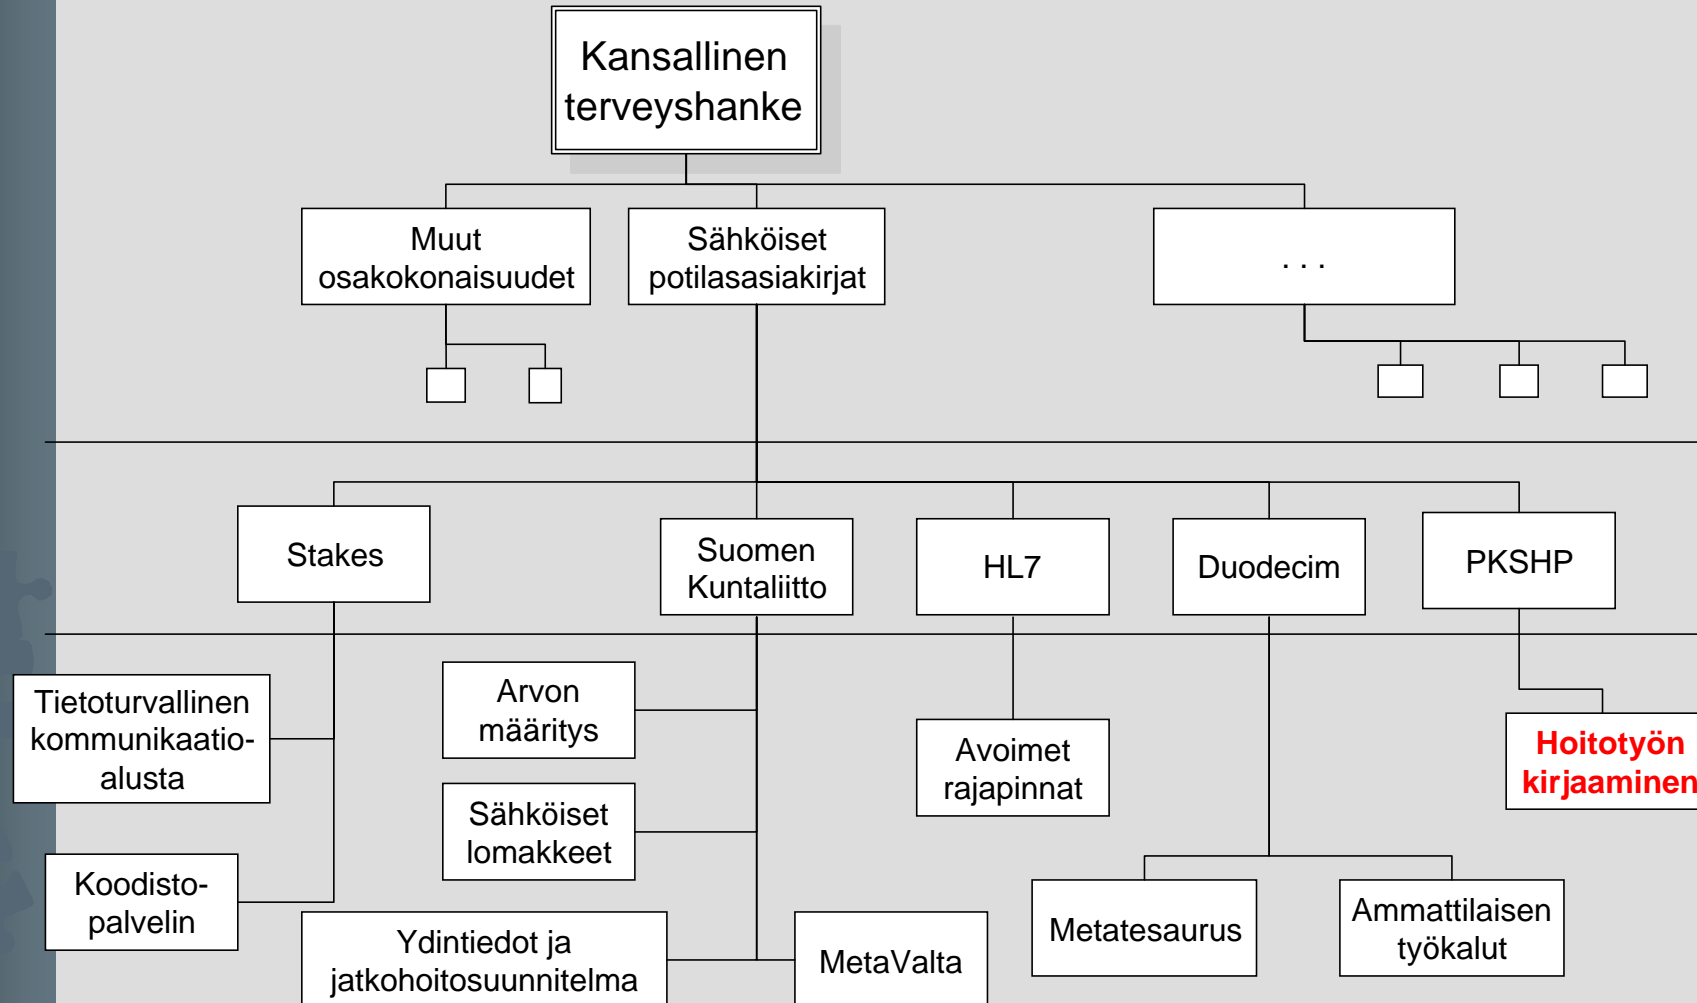 Kansallinen
terveyshanke
Muut
osakokonaisuudet
Sähköiset
potilasasiakirjat
. . .
Stakes
Suomen
Kuntaliitto
HL7
Duodecim
PKSHP
Tietoturvallinen
kommunikaatio-
alusta
Arvon
määritys
Avoimet
rajapinnat
Hoitotyön
kirjaaminen
Sähköiset
lomakkeet
Koodisto-
palvelin
Ydintiedot ja
jatkohoitosuunnitelma
MetaValta
Metatesaurus
Ammattilaisen
työkalut